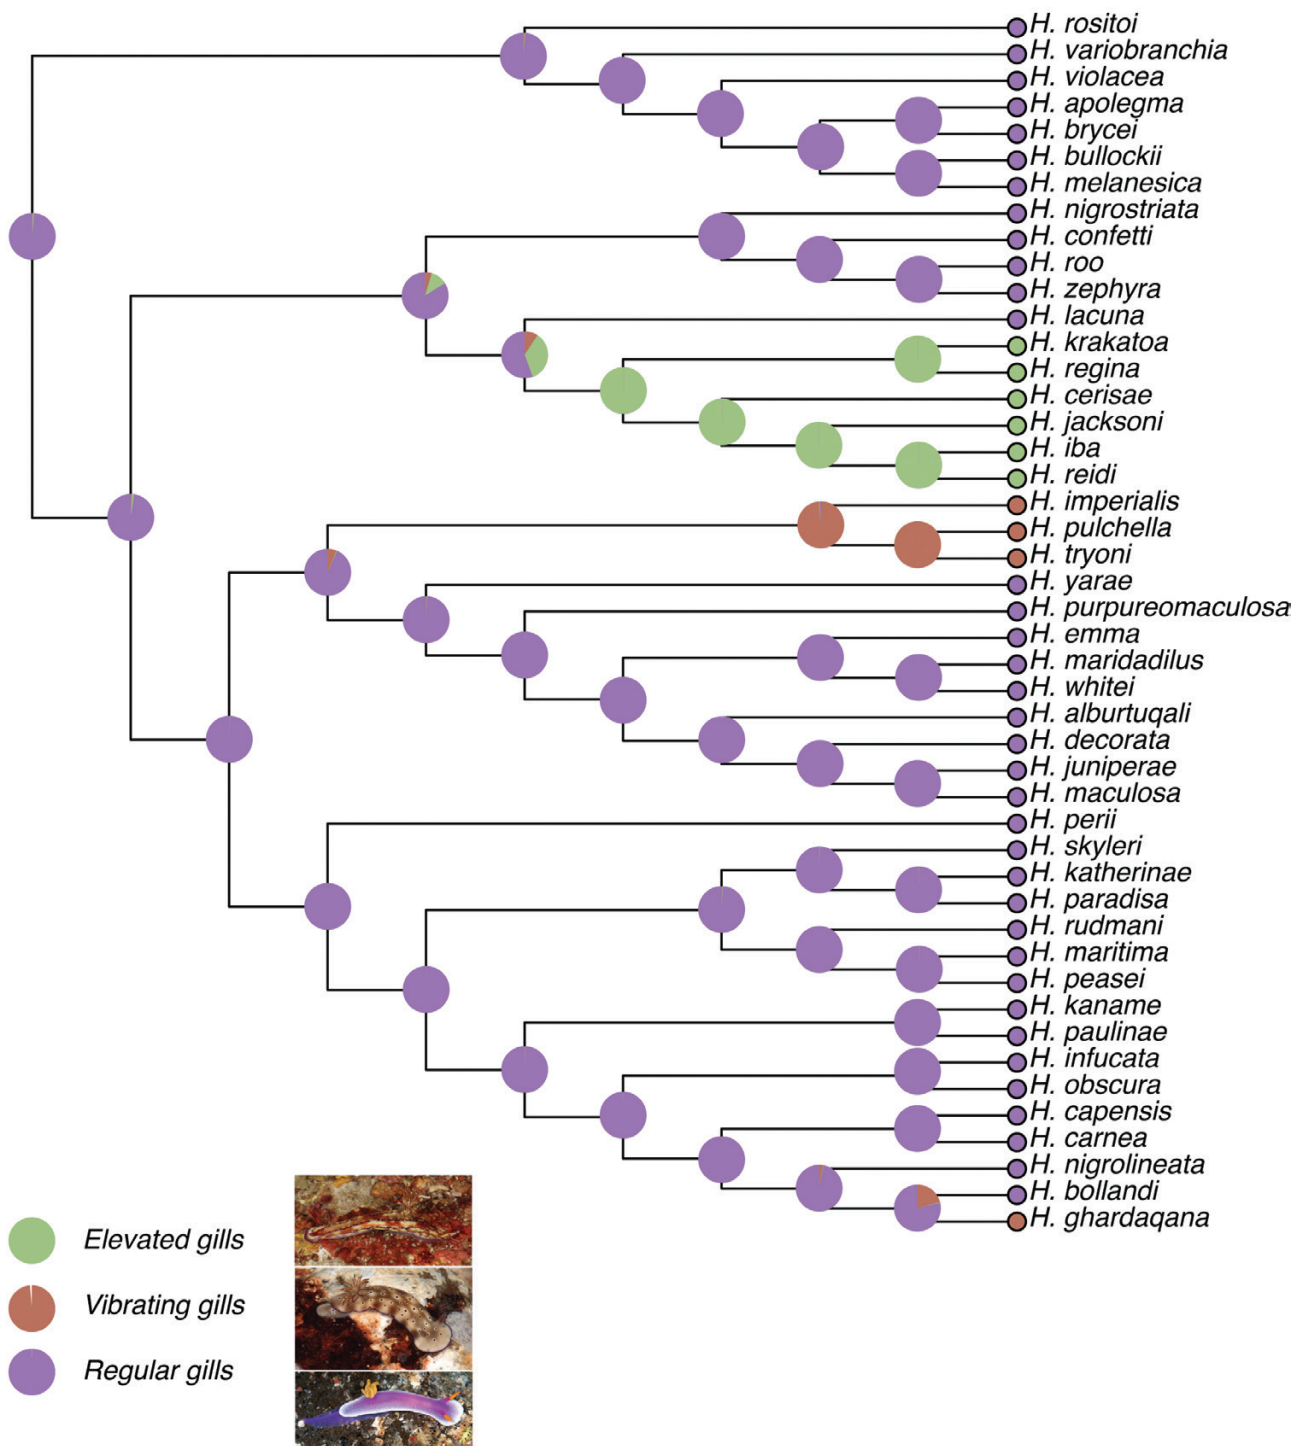 H. rositoi
H. variobranchia
H. violacea
H. apolegma
H. brycei
H. bullockii
H. melanesica
H. nigrostriata
H. confetti
H. roo
H. zephyra
H. lacuna
H. krakatoa
H. regina
H. cerisae
H. jacksoni
H. iba
H. reidi
H. imperialis
H. pulchella
H. tryoni
H. yarae
H. purpureomaculosa
H. emma
H. maridadilus
H. whitei
H. alburtuqali
H. decorata
H. juniperae
H. maculosa
H. perii
H. skyleri
H. katherinae
H. paradisa
H. rudmani
H. maritima
H. peasei
H. kaname
H. paulinae
H. infucata
H. obscura
H. capensis
H. carnea
H. nigrolineata
H. bollandi
H. ghardaqana
Elevated gills
Vibrating gills
Regular gills